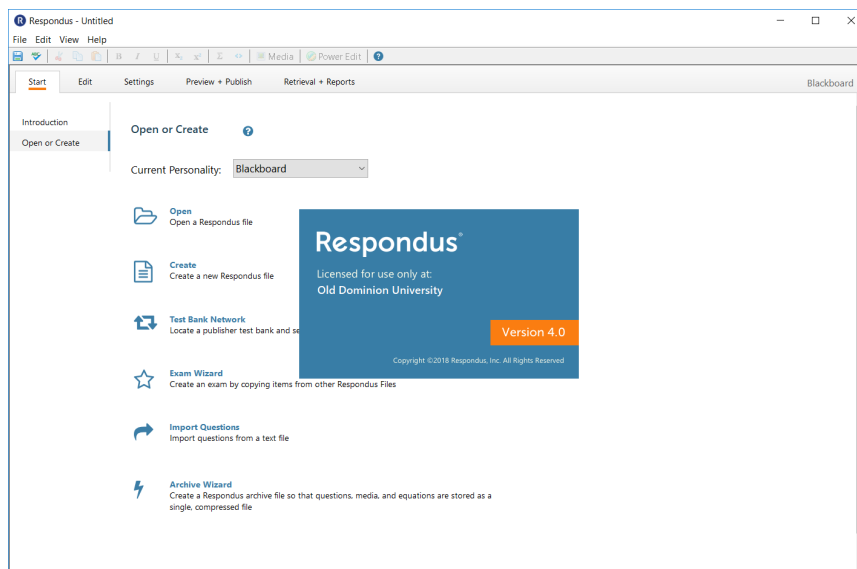 Respondus - Untitled
File Edit View Help
B I U Media Power Edit
Start Edit Settings Preview + Publish Retrieval + Reports Blackboard
Introduction
Open or Create
Open or Create
Current Personality: Blackboard
Open
Open a Respondus file
Create
Create a new Respondus file
Test Bank Network
Locate a publisher test bank and se
Exam Wizard
Create an exam by copying items from other Respondus Files
Import Questions
Import questions from a text file
Archive Wizard
Create a Respondus archive file so that questions, media, and equations are stored as a
single, compressed file
Respondus®
Licensed for use only at:
Old Dominion University
Version 4.0
Copyright ©2018 Respondus, Inc. All Rights Reserved